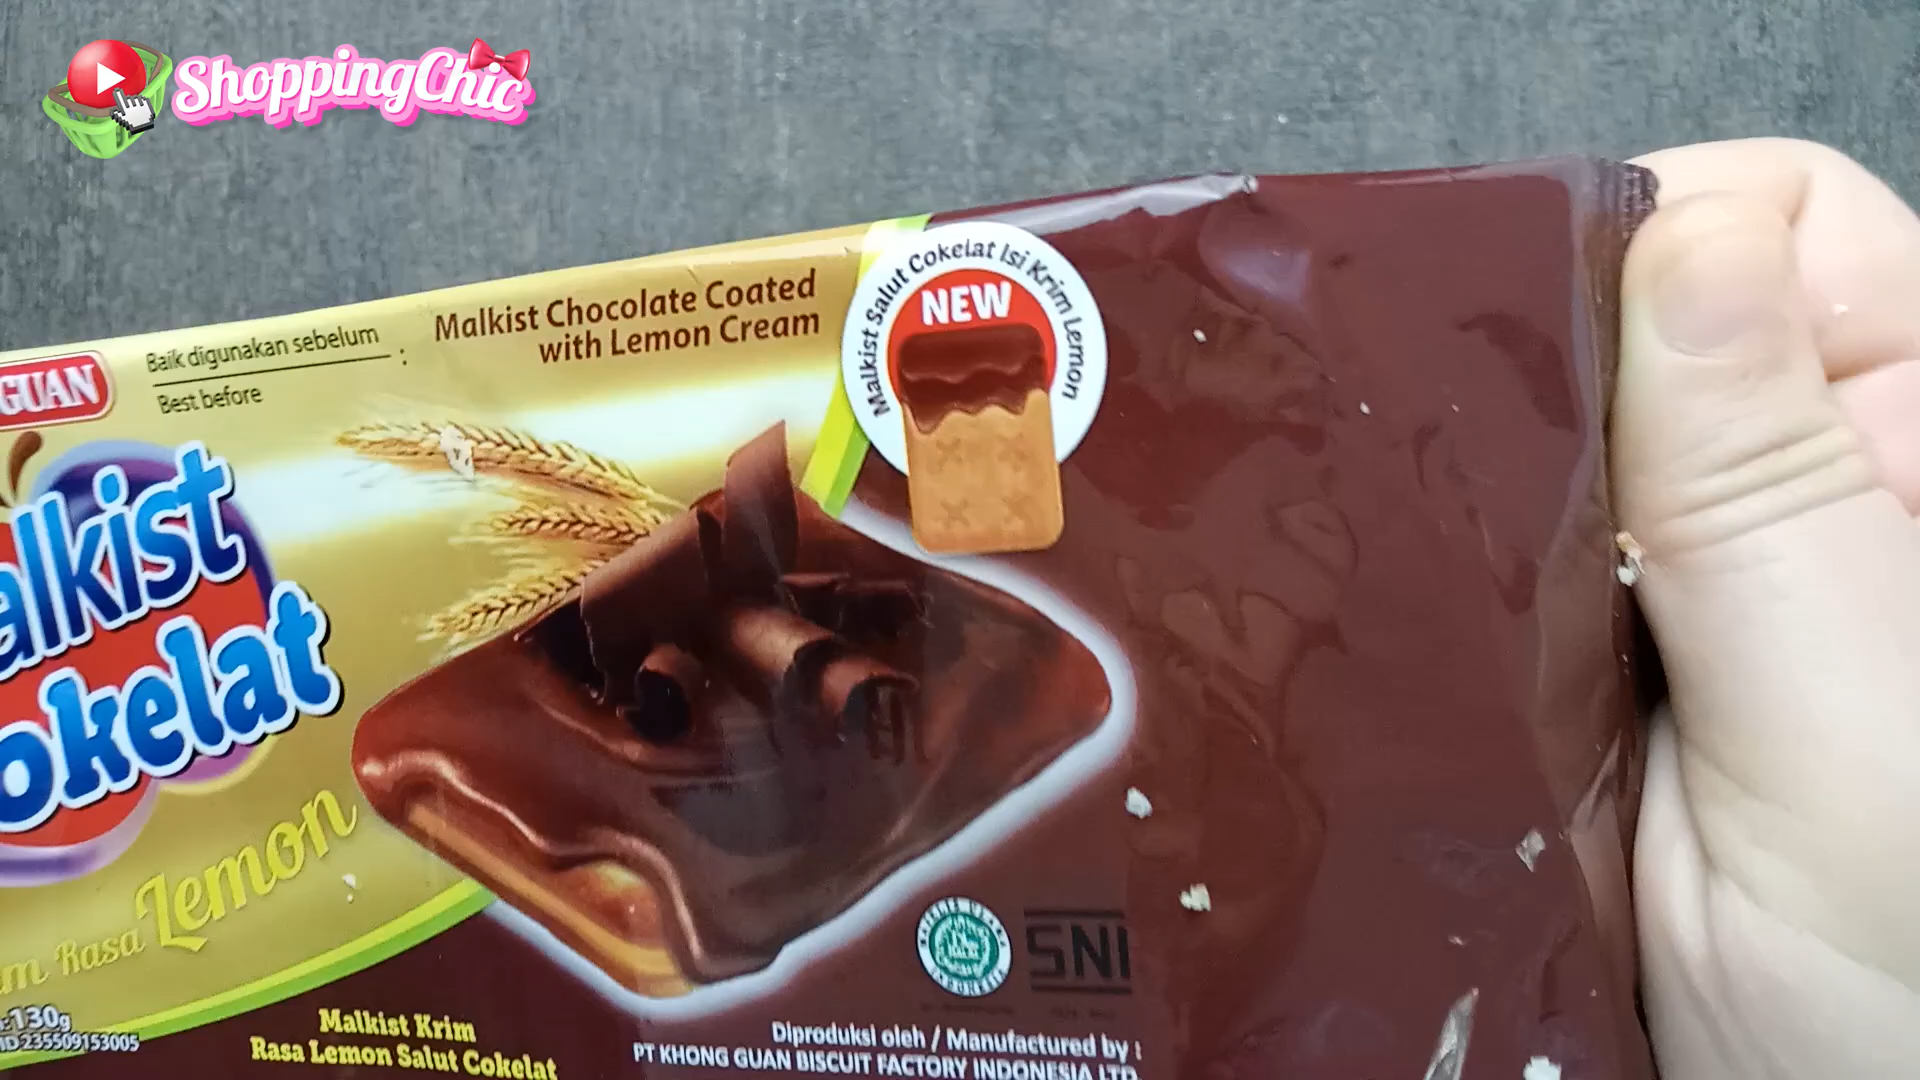 ShoppingChic
GUAN
Baik digunakan sebelum
:
Best before
Malkist Chocolate Coated
with Lemon Cream
Malkist Salut Cokelat Isi Krim Lemon
NEW
alkist
okelat
m Rasa Lemon
130g
235509153005
Malkist Krim
Rasa Lemon Salut Cokelat
SNI
Diproduksi oleh / Manufactured by :
PT KHONG GUAN BISCUIT FACTORY INDONESIA LTD.